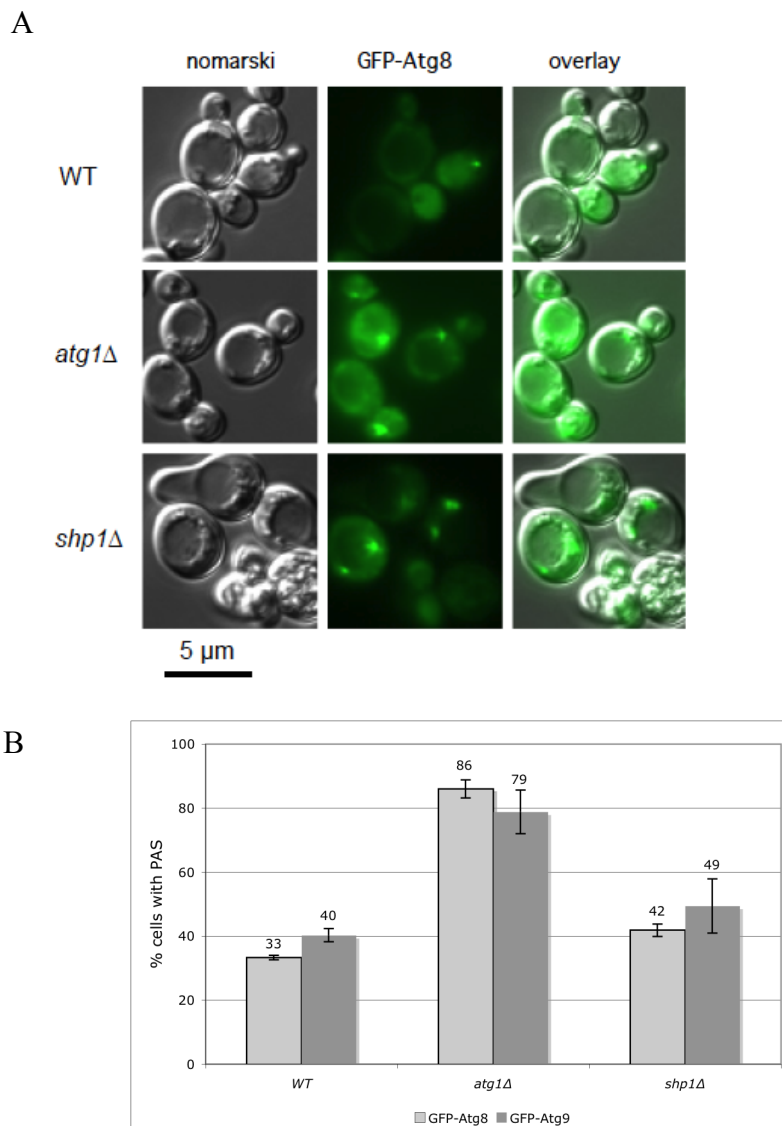 A
nomarski GFP-Atg8 overlay
WT
atg1Δ
shp1Δ
5 µm
B
% cells with PAS
100
80
60
40
20
0
33
40
86
79
42
49
WT atg1Δ shp1Δ
GFP-Atg8 GFP-Atg9